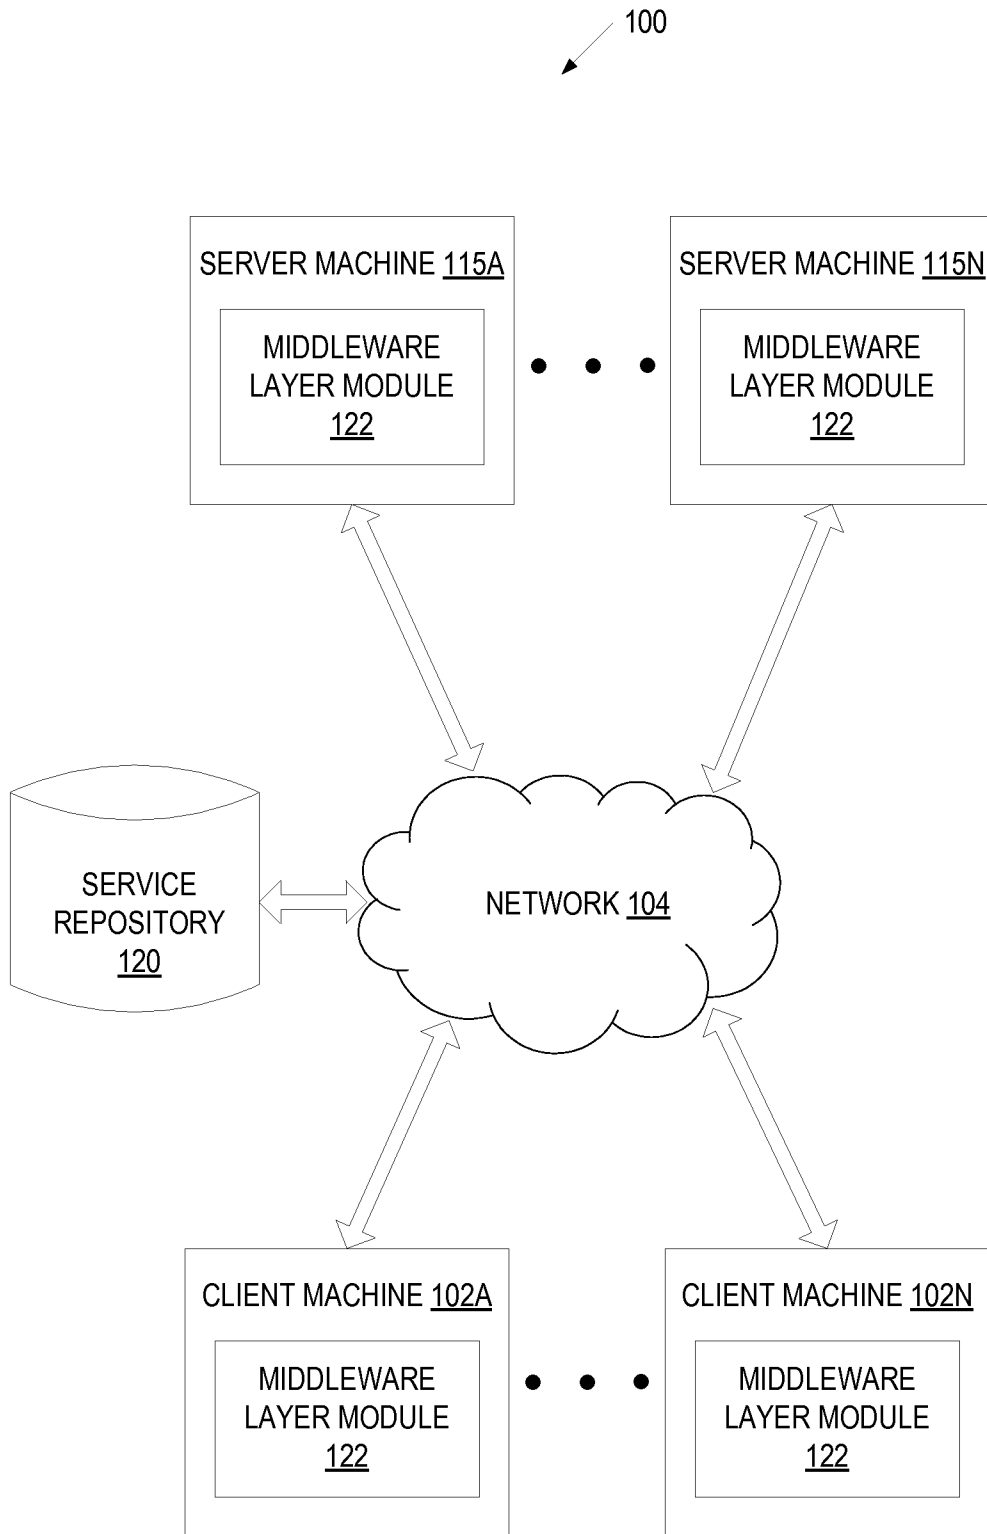 100
SERVER MACHINE 115A
MIDDLEWARE
LAYER MODULE
122
SERVER MACHINE 115N
MIDDLEWARE
LAYER MODULE
122
SERVICE
REPOSITORY
120
NETWORK 104
CLIENT MACHINE 102A
MIDDLEWARE
LAYER MODULE
122
CLIENT MACHINE 102N
MIDDLEWARE
LAYER MODULE
122